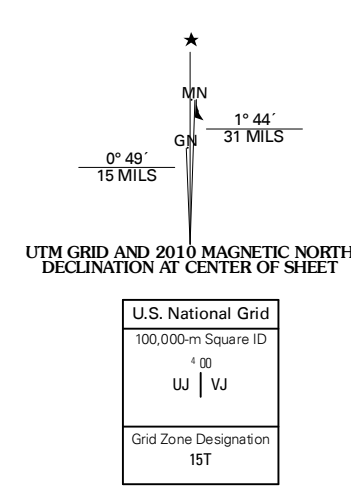 MN
1° 44´
31 MILS
GN
0° 49´
15 MILS
UTM GRID AND 2010 MAGNETIC NORTH
DECLINATION AT CENTER OF SHEET
U.S. National Grid
100,000-m Square ID
4 00
UJ VJ
Grid Zone Designation
15T